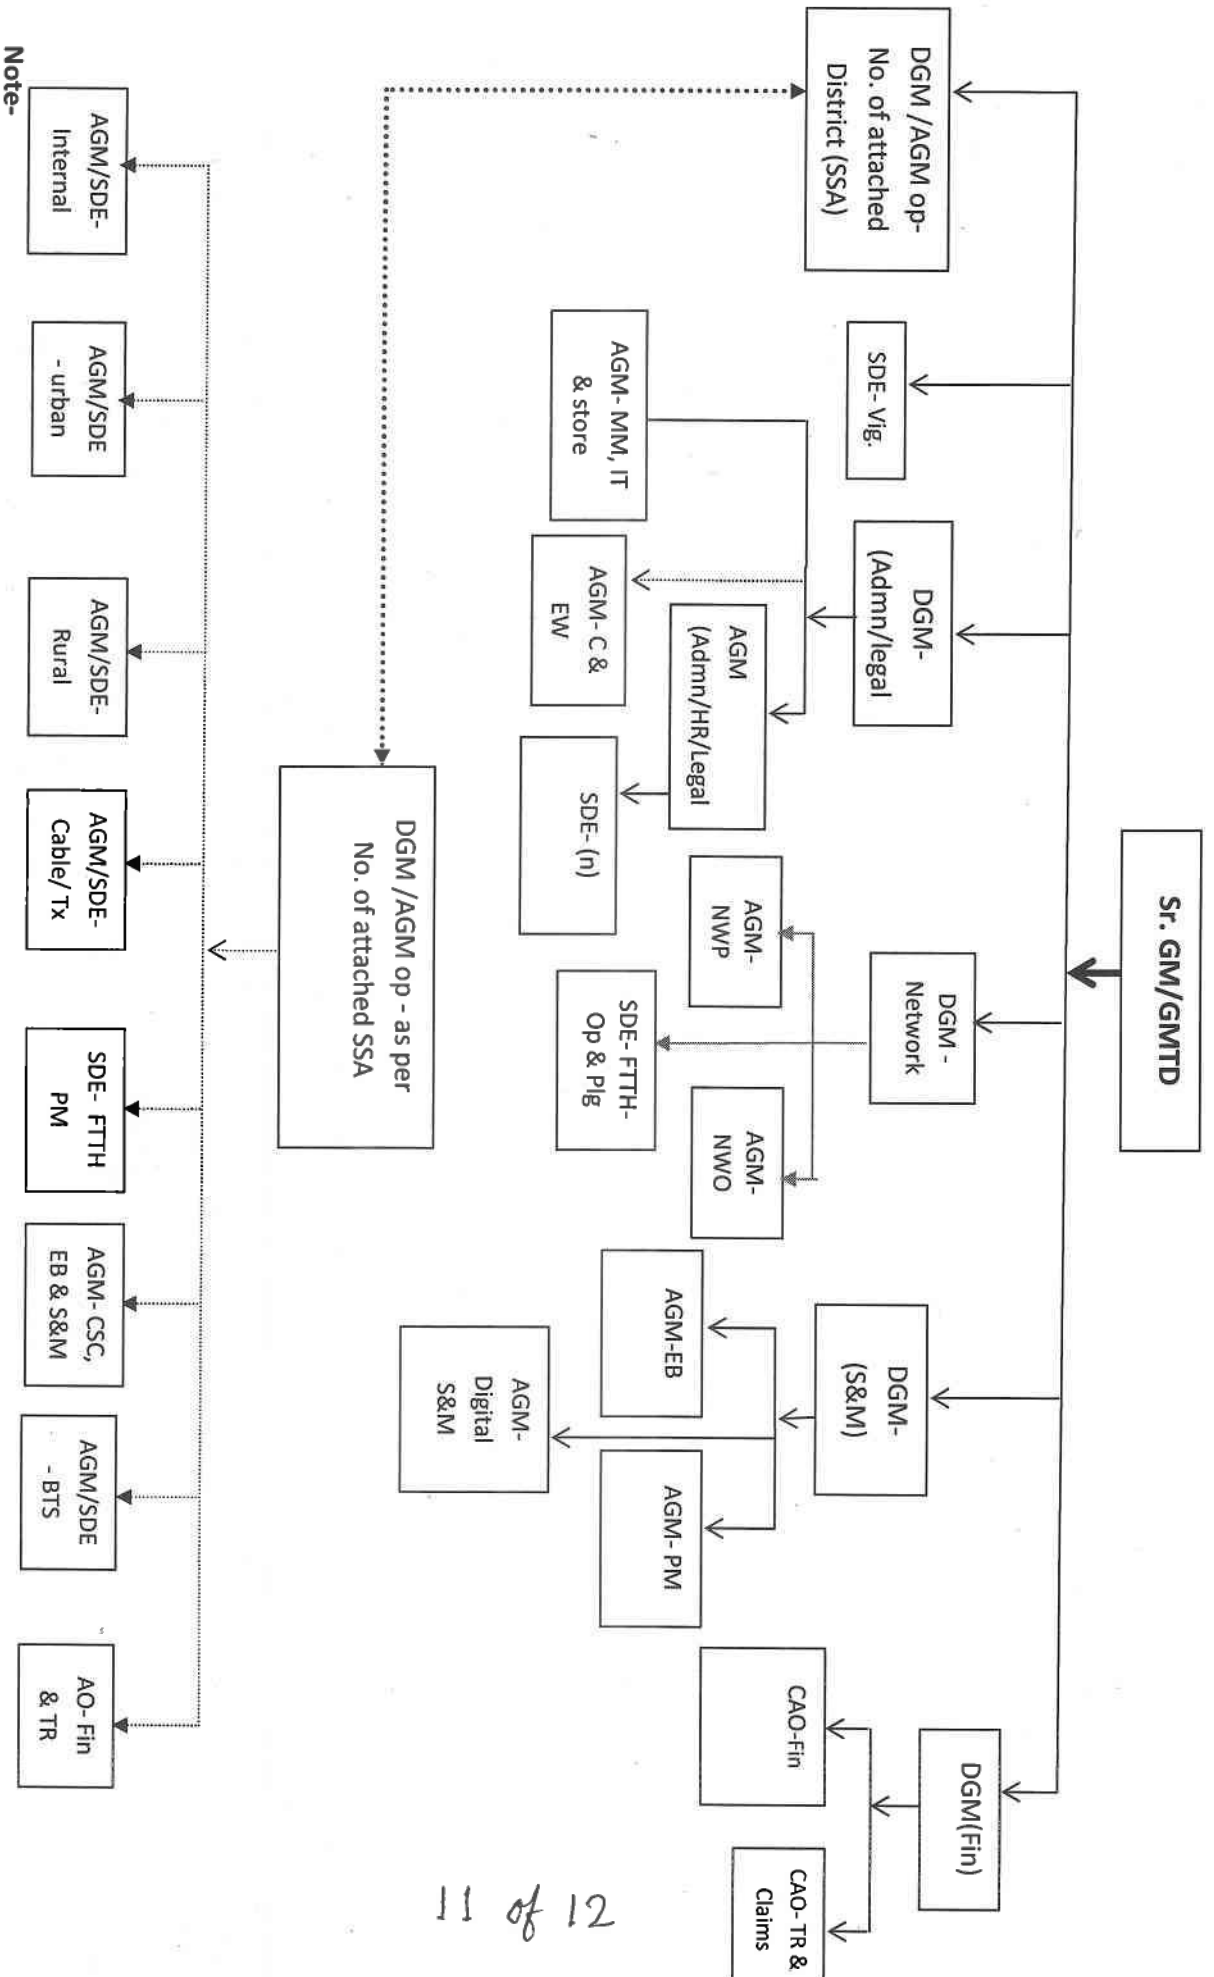 Sr. GM/GMTD
DGM /AGM op-
No. of attached
District (SSA)
SDE- Vig.
DGM-
(Admn/legal
DGM -
Network
DGM-
(S&M)
DGM(Fin)
AGM- MM, IT
& store
AGM- C &
EW
AGM
(Admn/HR/Legal
SDE- (n)
AGM-
NWP
SDE- FTTH-
Op & Plg
AGM-
NWO
AGM-EB
AGM-
Digital
S&M
AGM- PM
CAO-Fin
CAO- TR &
Claims
DGM /AGM op - as per
No. of attached SSA
AGM/SDE-
Internal
AGM/SDE
- urban
AGM/SDE-
Rural
AGM/SDE-
Cable/ Tx
SDE- FTTH
PM
AGM- CSC,
EB & S&M
AGM/SDE
- BTS
AO- Fin
& TR
Note-
11 of 12